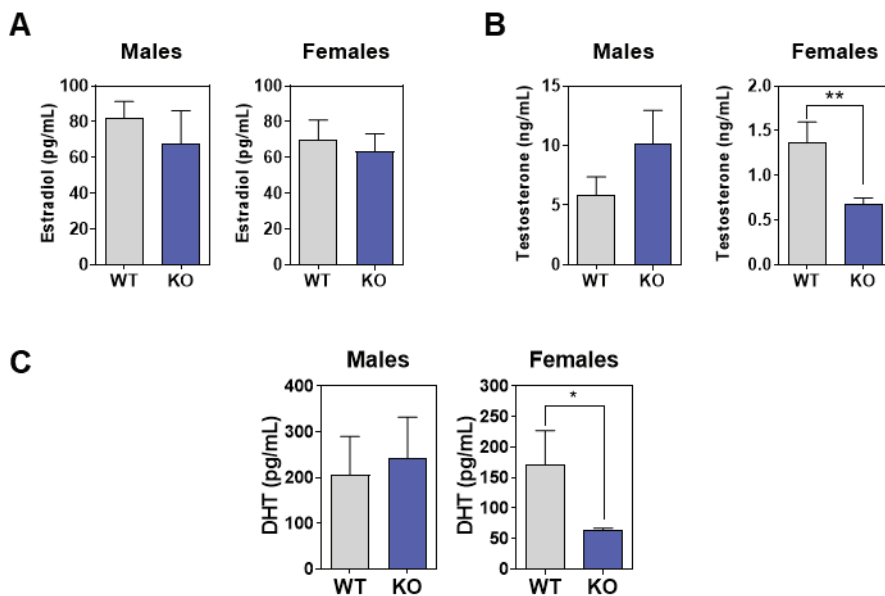 A
Males
Females
Estradiol (pg/mL)
100
80
60
40
20
0
WT KO
Estradiol (pg/mL)
100
80
60
40
20
0
WT KO
B
Males
Females
Testosterone (ng/mL)
15
10
5
0
WT KO
Testosterone (ng/mL)
2.0
1.5
1.0
0.5
0.0
**
WT KO
C
Males
Females
DHT (pg/mL)
400
300
200
100
0
WT KO
DHT (pg/mL)
300
250
200
150
100
50
0
*
WT KO